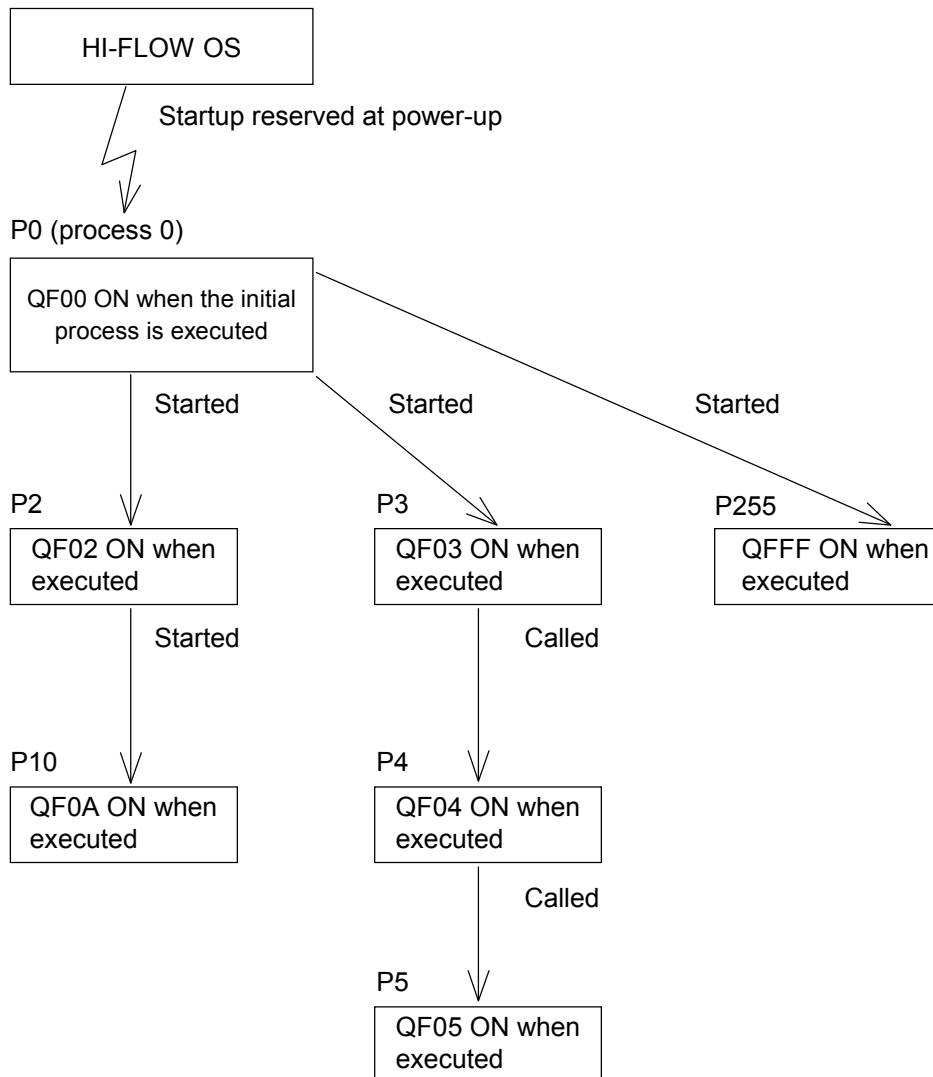 HI-FLOW OS
Startup reserved at power-up
P0 (process 0)
QF00 ON when the initial
process is executed
Started
Started
Started
P2
P3
P255
QF02 ON when
executed
QF03 ON when
executed
QFFF ON when
executed
Started
Called
P10
P4
QF0A ON when
executed
QF04 ON when
executed
Called
P5
QF05 ON when
executed